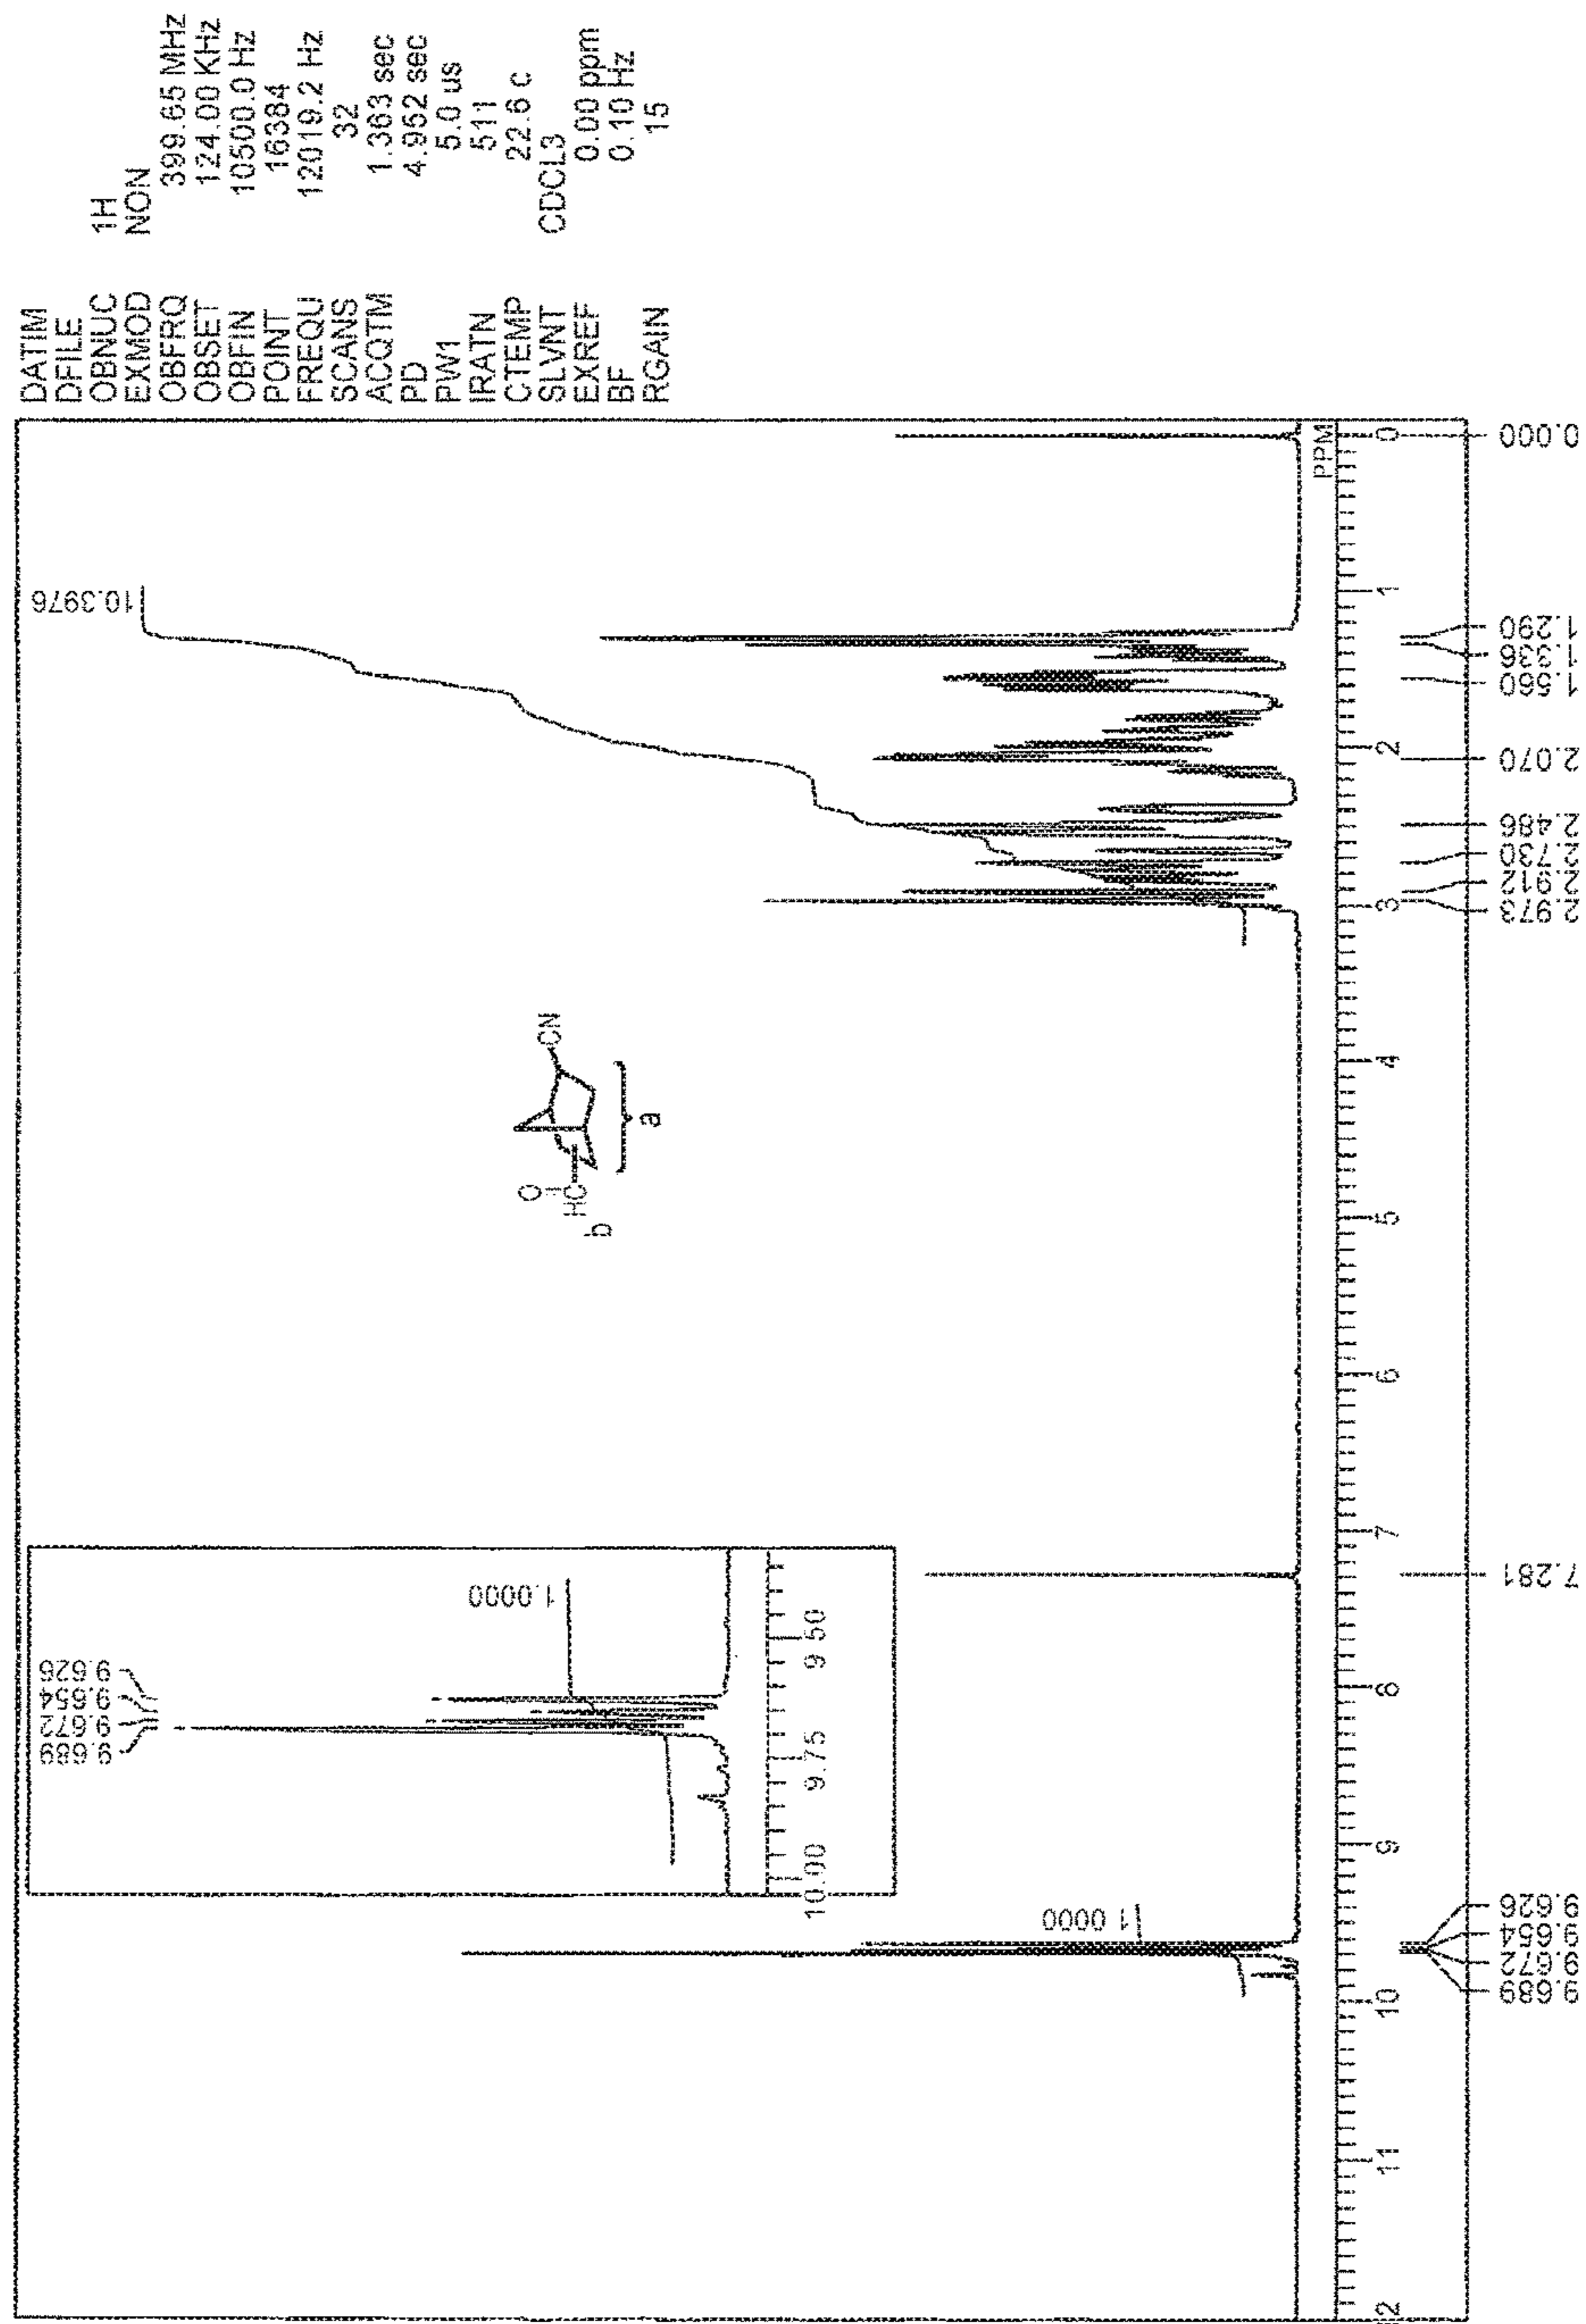 DATIM
DFILE
OBNUC 1H
EXMOD NON
OBFRQ 399.65 MHz
OBSET 124.00 KHz
OBFIN 10500.0 Hz
POINT 16384
FREQU 12019.2 Hz
SCANS 32
ACQTM 1.363 sec
PD 4.952 sec
PW1 5.0 us
IRATN 511
CTEMP 22.6 c
SLVNT CDCL3
EXREF 0.00 ppm
BF 0.10 Hz
RGAIN 15
10.3976
9.626
9.654
9.672
9.689
1.0000
10.00 9.75 9.50
O
HC
b
CN
a
1.0000
PPM
2 11 10 9 8 7 6 5 4 3 2 1 0
9.689
9.672
9.654
9.626
7.281
2.973
2.912
2.730
2.486
2.070
1.560
1.336
1.290
0.000